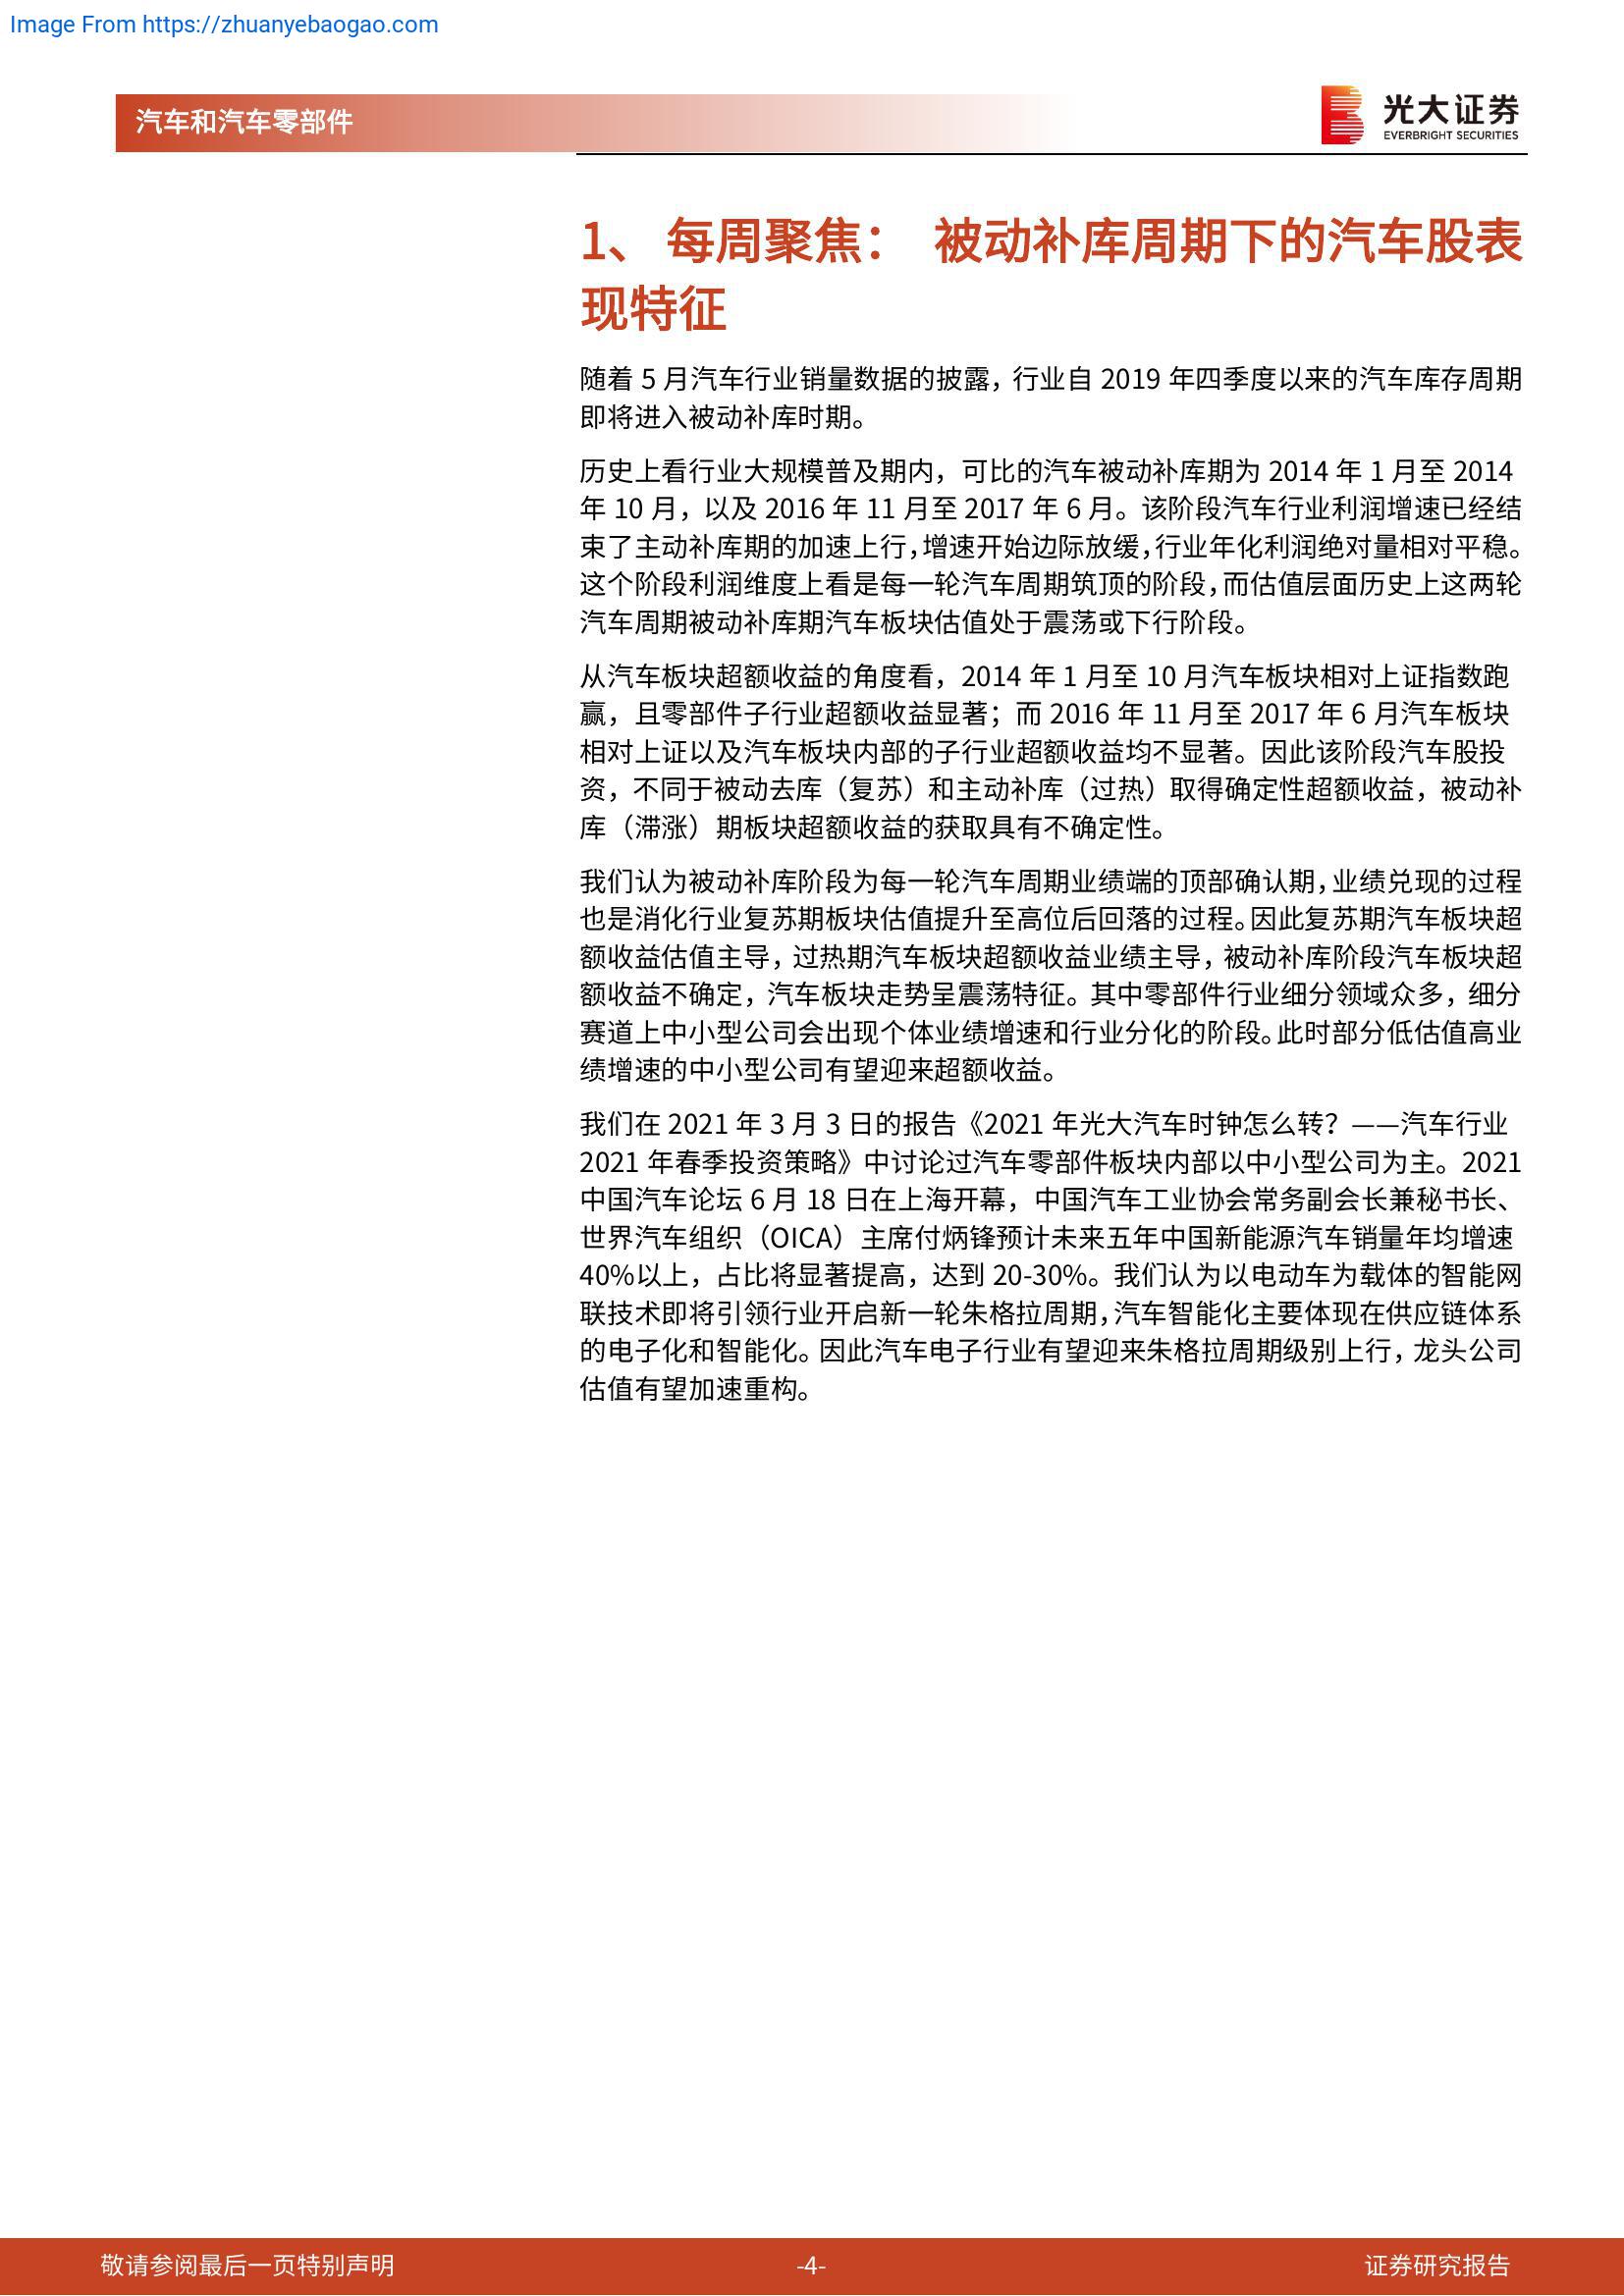 Image From https://zhuanyebaogao.com
汽车和汽车零部件
光大证券
EVERBRIGHT SECURITIES
1、 每周聚焦： 被动补库周期下的汽车股表
现特征
随着 5 月汽车行业销量数据的披露，行业自 2019 年四季度以来的汽车库存周期
即将进入被动补库时期。
历史上看行业大规模普及期内，可比的汽车被动补库期为 2014 年 1 月至 2014
年 10 月，以及 2016 年 11 月至 2017 年 6 月。该阶段汽车行业利润增速已经结
束了主动补库期的加速上行，增速开始边际放缓，行业年化利润绝对量相对平稳。
这个阶段利润维度上看是每一轮汽车周期筑顶的阶段，而估值层面历史上这两轮
汽车周期被动补库期汽车板块估值处于震荡或下行阶段。
从汽车板块超额收益的角度看，2014 年 1 月至 10 月汽车板块相对上证指数跑
赢，且零部件子行业超额收益显著；而 2016 年 11 月至 2017 年 6 月汽车板块
相对上证以及汽车板块内部的子行业超额收益均不显著。因此该阶段汽车股投
资，不同于被动去库（复苏）和主动补库（过热）取得确定性超额收益，被动补
库（滞涨）期板块超额收益的获取具有不确定性。
我们认为被动补库阶段为每一轮汽车周期业绩端的顶部确认期，业绩兑现的过程
也是消化行业复苏期板块估值提升至高位后回落的过程。因此复苏期汽车板块超
额收益估值主导，过热期汽车板块超额收益业绩主导，被动补库阶段汽车板块超
额收益不确定，汽车板块走势呈震荡特征。其中零部件行业细分领域众多，细分
赛道上中小型公司会出现个体业绩增速和行业分化的阶段。此时部分低估值高业
绩增速的中小型公司有望迎来超额收益。
我们在 2021 年 3 月 3 日的报告《2021 年光大汽车时钟怎么转？——汽车行业
2021 年春季投资策略》中讨论过汽车零部件板块内部以中小型公司为主。2021
中国汽车论坛 6 月 18 日在上海开幕，中国汽车工业协会常务副会长兼秘书长、
世界汽车组织（OICA）主席付炳锋预计未来五年中国新能源汽车销量年均增速
40%以上，占比将显著提高，达到 20-30%。我们认为以电动车为载体的智能网
联技术即将引领行业开启新一轮朱格拉周期，汽车智能化主要体现在供应链体系
的电子化和智能化。因此汽车电子行业有望迎来朱格拉周期级别上行，龙头公司
估值有望加速重构。
敬请参阅最后一页特别声明
-4-
证券研究报告